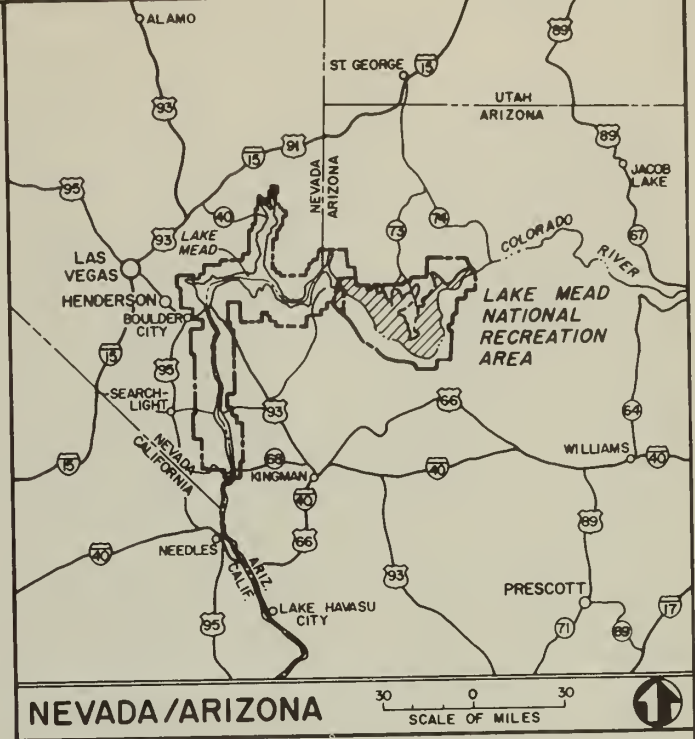 ALAMO
89
ST. GEORGE
15
93
UTAH
ARIZONA
91
15
89
95
NEVADA
ARIZONA
JACOB
LAKE
40
74
93
LAKE
MEAD
73
COLORADO
RIVER
67
LAS
VEGAS
HENDERSON
BOULDER
CITY
LAKE MEAD
NATIONAL
RECREATION
AREA
15
95
SEARCH-
LIGHT
93
66
64
NEVADA
CALIFORNIA
15
68
KINGMAN
40
WILLIAMS
40
40
66
89
NEEDLES
40
ARIZ.
CALIF.
93
PRESCOTT
LAKE HAVASU
CITY
95
71
89
17
NEVADA/ARIZONA
30 0 30
SCALE OF MILES